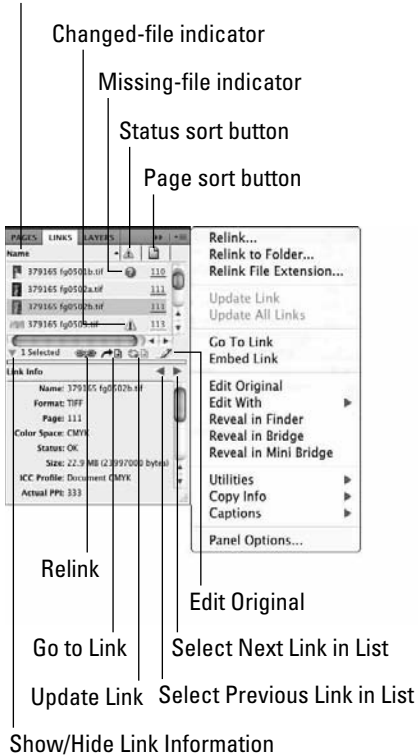 Changed-file indicator
Missing-file indicator
Status sort button
Page sort button
PAGES LINKS LAYERS
Name
379165 fg0501b.tif 110
379165 fg0502a.tif 111
379165 fg0502b.tif 111
379165 fg0503.tif 113
1 Selected
Link Info
Name: 379165 fg0502b.tif
Format: TIFF
Page: 111
Color Space: CMYK
Status: OK
Size: 22.9 MB (23997000 bytes)
ICC Profile: Document CMYK
Actual PPI: 333
Relink...
Relink to Folder...
Relink File Extension...
Update Link
Update All Links
Go To Link
Embed Link
Edit Original
Edit With
Reveal in Finder
Reveal in Bridge
Reveal in Mini Bridge
Utilities
Copy Info
Captions
Panel Options...
Relink
Edit Original
Go to Link
Select Next Link in List
Update Link
Select Previous Link in List
Show/Hide Link Information